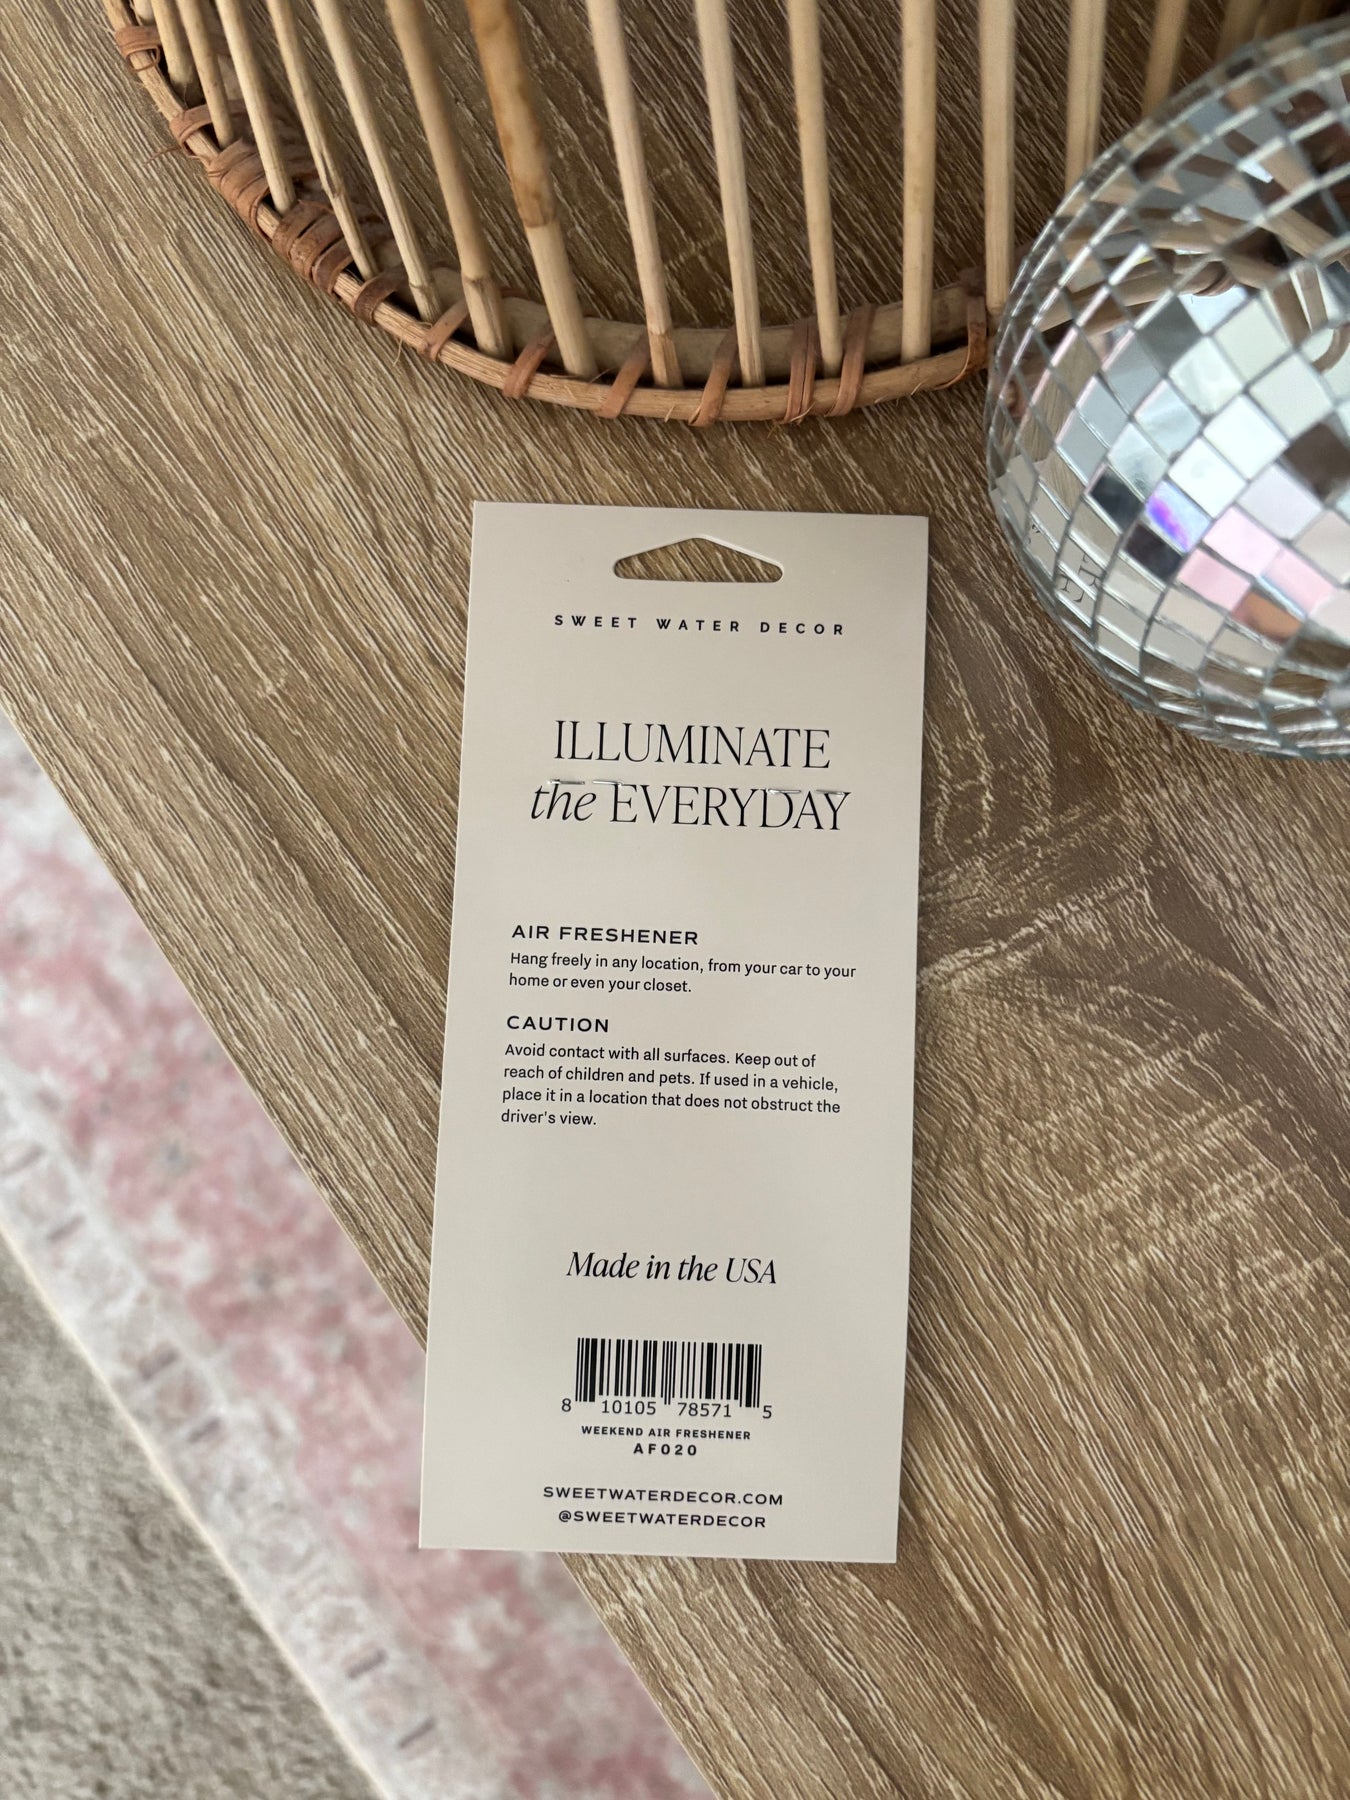 SWEET WATER DECOR
ILLUMINATE
the EVERYDAY
AIR FRESHENER
Hang freely in any location, from your car to your
home or even your closet.
CAUTION
Avoid contact with all surfaces. Keep out of
reach of children and pets. If used in a vehicle,
place it in a location that does not obstruct the
driver's view.
Made in the USA
8 10105 78571 5
WEEKEND AIR FRESHENER
AF020
SWEETWATERDECOR.COM
@SWEETWATERDECOR